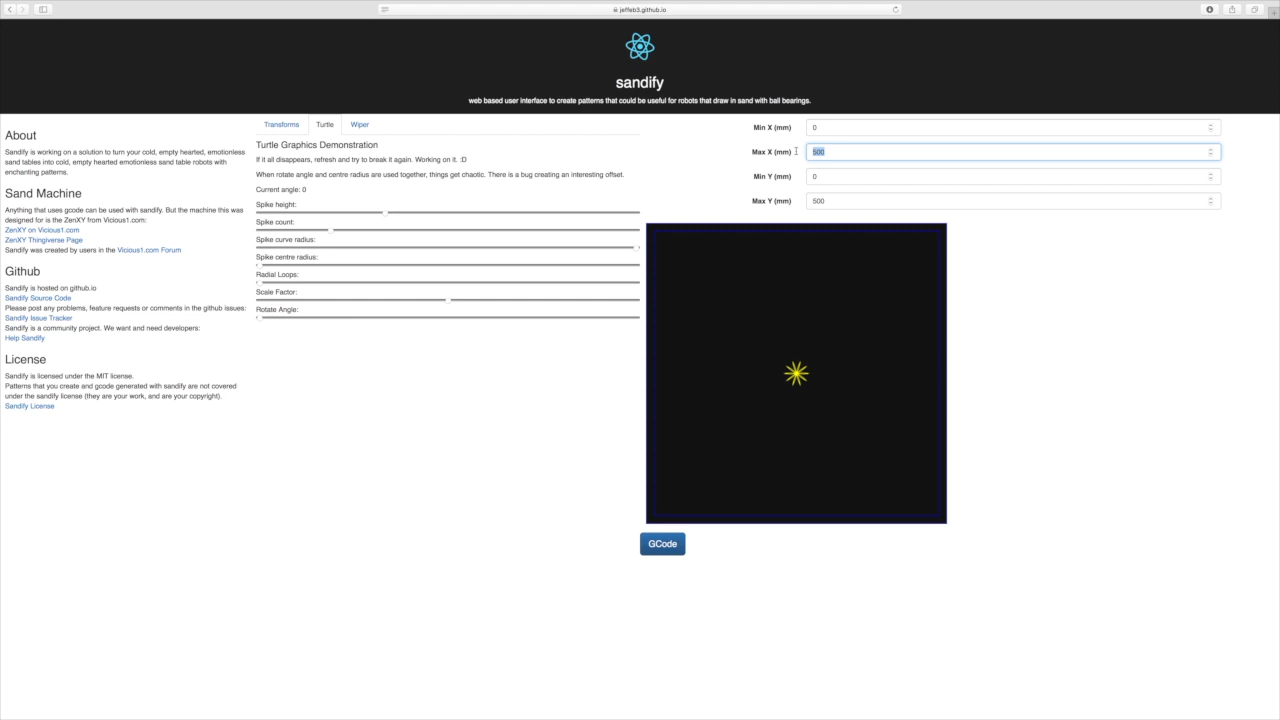 jeffeb3.github.io
sandify
web based user interface to create patterns that could be useful for robots that draw in sand with ball bearings.
About
Sandify is working on a solution to turn your cold, empty hearted, emotionless
sand tables into cold, empty hearted emotionless sand table robots with
enchanting patterns.
Sand Machine
Anything that uses gcode can be used with sandify. But the machine this was
designed for is the ZenXY from Vicious1.com:
ZenXY on Vicious1.com
ZenXY Thingiverse Page
Sandify was created by users in the Vicious1.com Forum
Github
Sandify is hosted on github.io
Sandify Source Code
Please post any problems, feature requests or comments in the github issues:
Sandify Issue Tracker
Sandify is a community project. We want and need developers:
Help Sandify
License
Sandify is licensed under the MIT license.
Patterns that you create and gcode generated with sandify are not covered
under the sandify license (they are your work, and are your copyright).
Sandify License
Transforms Turtle Wiper
Turtle Graphics Demonstration
If it all disappears, refresh and try to break it again. Working on it. :D
When rotate angle and centre radius are used together, things get chaotic. There is a bug creating an interesting offset.
Current angle: 0
Spike height:
Spike count:
Spike curve radius:
Spike centre radius:
Radial Loops:
Scale Factor:
Rotate Angle:
Min X (mm) 0
Max X (mm) 500
Min Y (mm) 0
Max Y (mm) 500
GCode